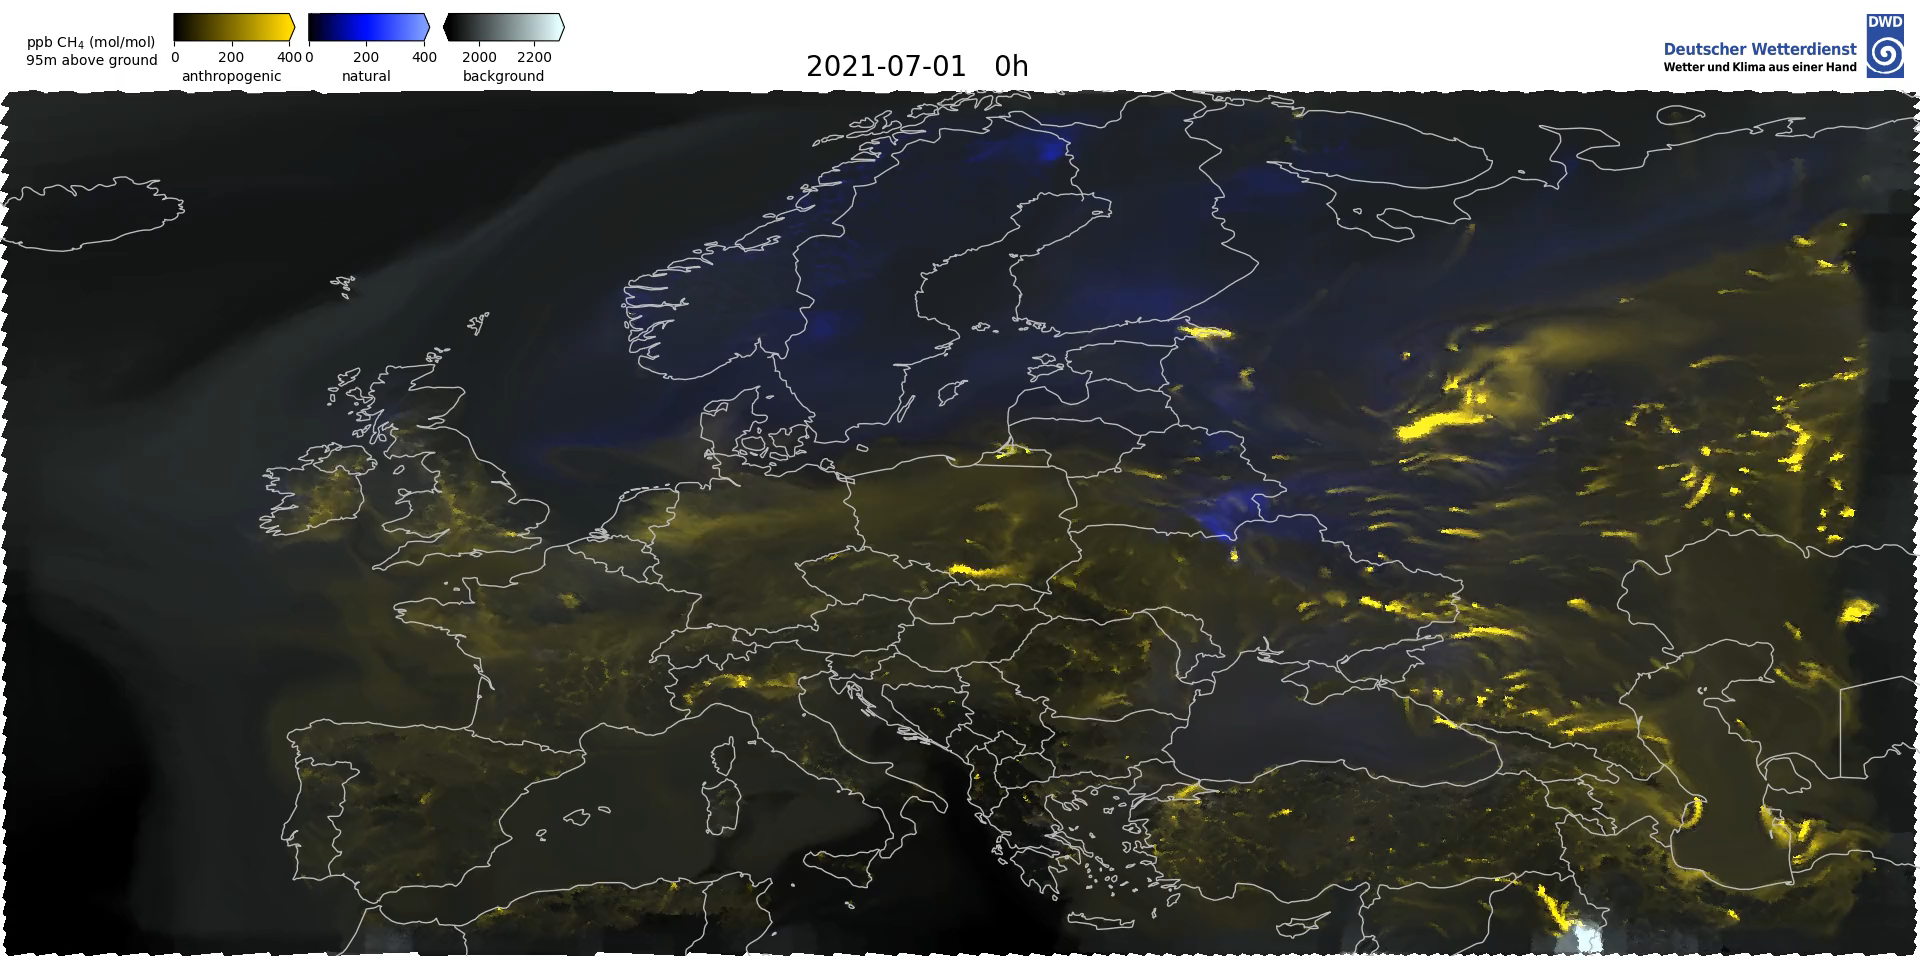 ppb CH₄ (mol/mol)
95m above ground
0 200 400
anthropogenic
0 200 400
natural
2000 2200
background
2021-07-01 0h
DWD
Deutscher Wetterdienst
Wetter und Klima aus einer Hand